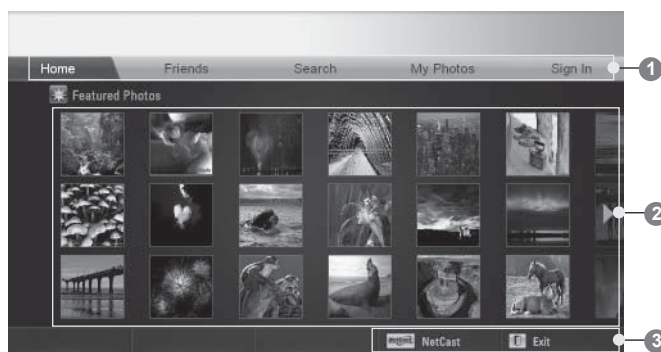 Home Friends Search My Photos Sign In
1
Featured Photos
2
NetCast Exit
3